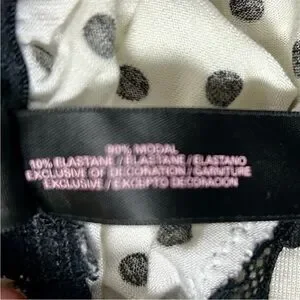 90% MODAL
10% ELASTANE / ELASTANE / ELASTANO
EXCLUSIVE OF DECORATION / GARNITURE
EXCLUSIVE / EXCEPTO DECORACION